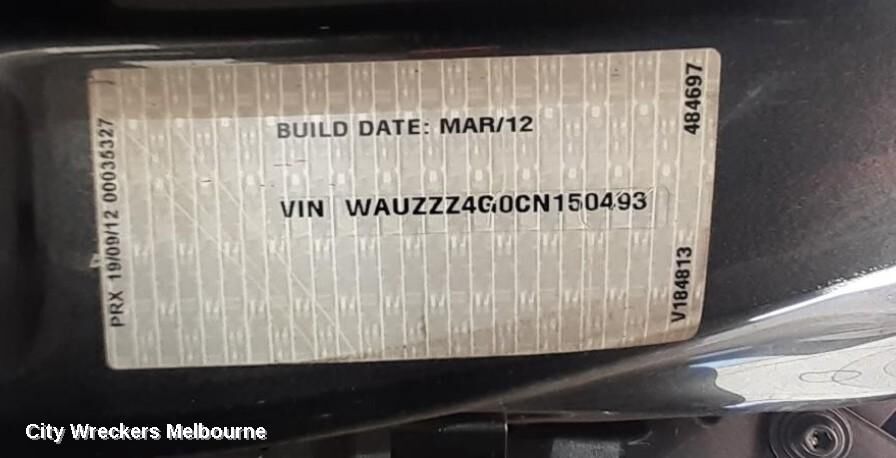 BUILD DATE: MAR/12
VIN WAUZZZ4G0CN150493
PRX 19/09/12 00035327
484697
V184813
City Wreckers Melbourne